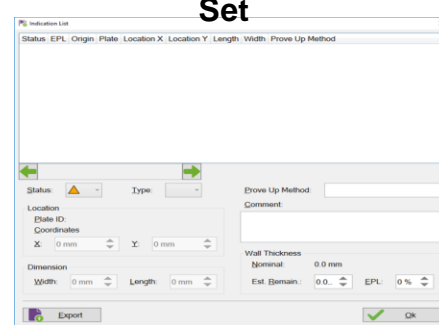 Set
Indication List
Status EPL Origin Plate Location X Location Y Length Width Prove Up Method
Status: Type: Prove Up Method:
Location Comment:
Plate ID:
Coordinates
X: 0 mm Y: 0 mm
Wall Thickness
Dimension Nominal: 0.0 mm
Width: 0 mm Length: 0 mm Est. Remain.: 0.0... EPL: 0 %
Export Ok